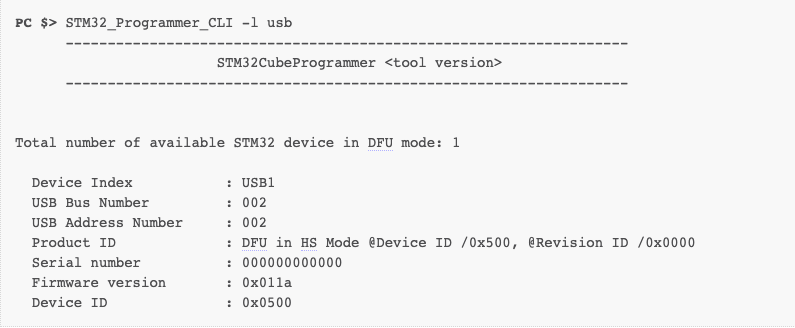 PC $> STM32_Programmer_CLI -l usb
-------------------------------------------------------------------
STM32CubeProgrammer <tool version>
-------------------------------------------------------------------
Total number of available STM32 device in DFU mode: 1
Device Index : USB1
USB Bus Number : 002
USB Address Number : 002
Product ID : DFU in HS Mode @Device ID /0x500, @Revision ID /0x0000
Serial number : 000000000000
Firmware version : 0x011a
Device ID : 0x0500